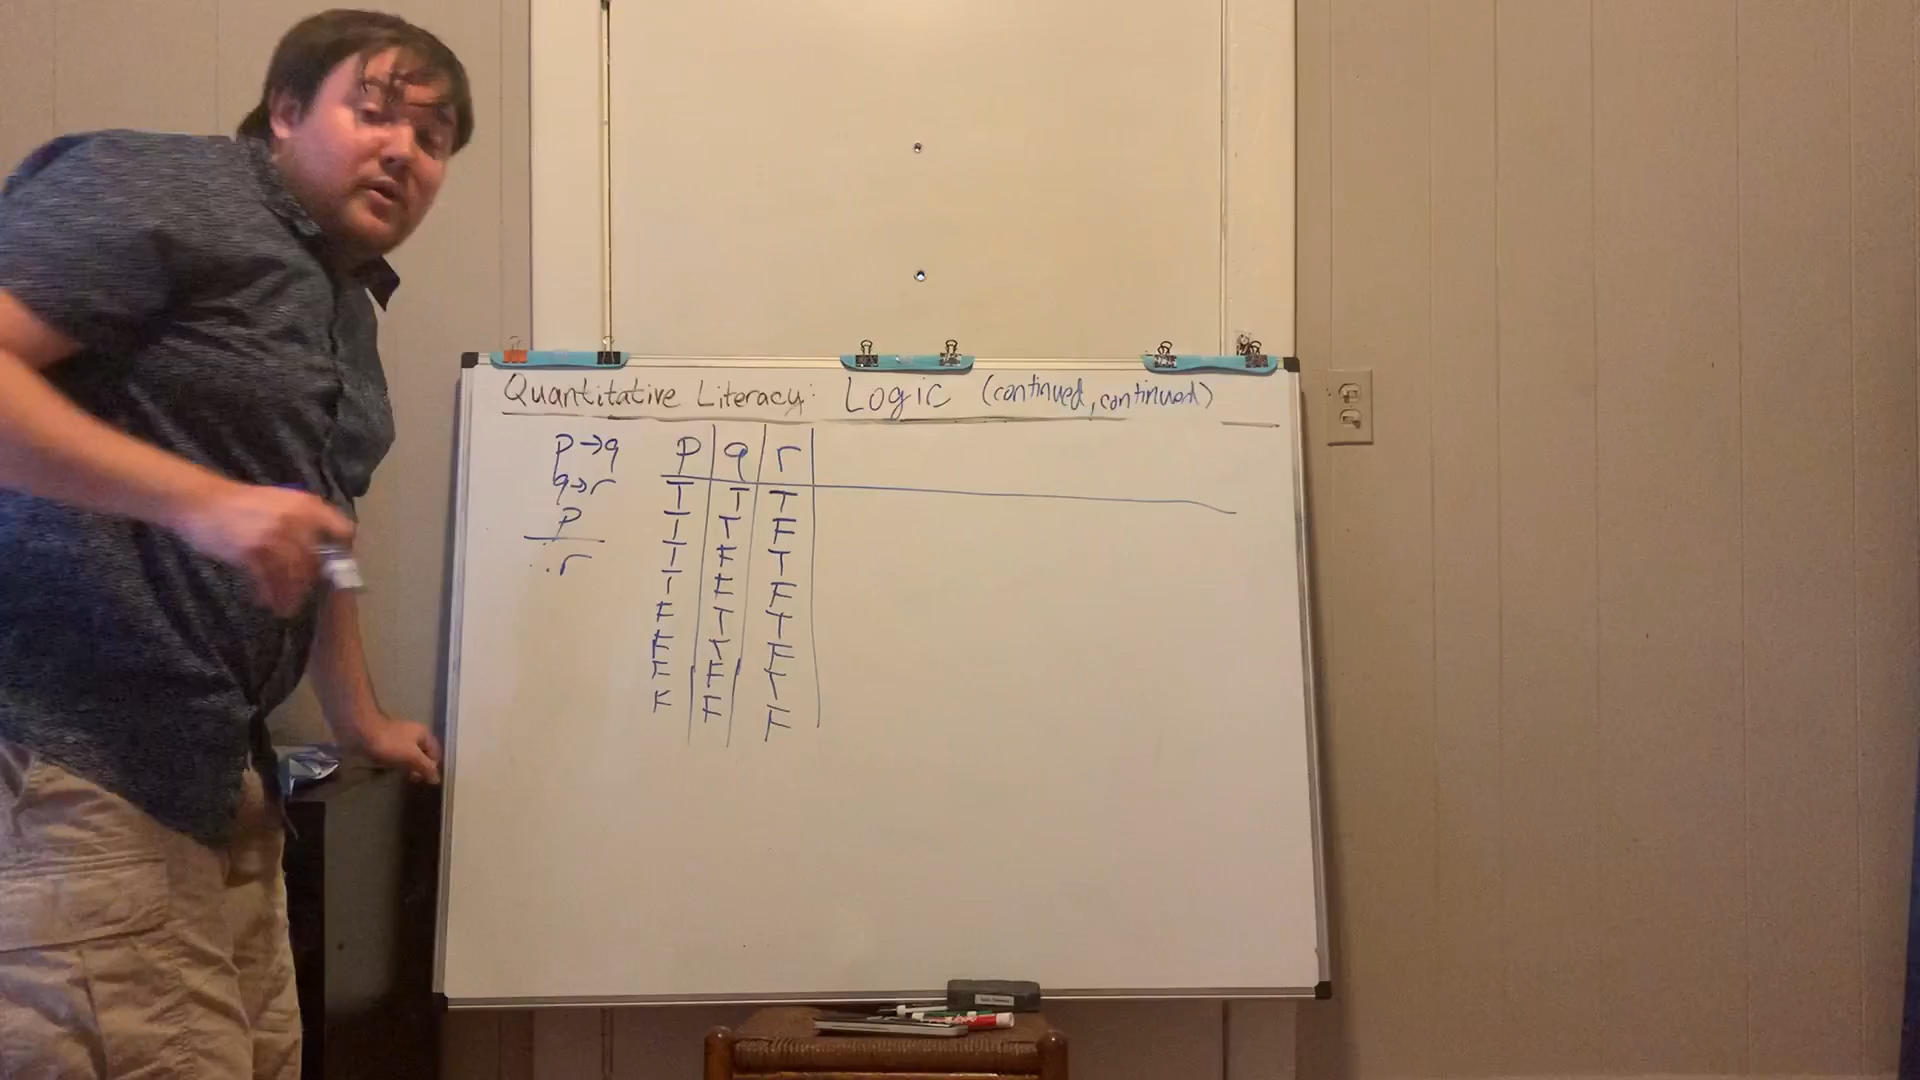 Quantitative Literacy: Logic (continued, continued)
p→q
q→r
p
∴ r
p q r
T T T
T T F
T F T
T F F
F T T
F T F
F F T
F F F